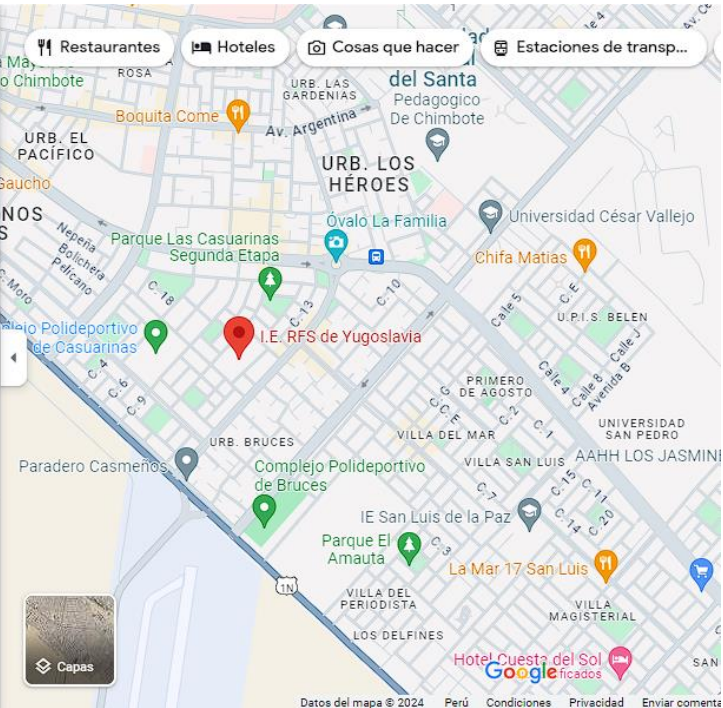 Restaurantes
Hoteles
Cosas que hacer
Estaciones de transp...
del Santa
o Chimbote
ROSA
URB. LAS
GARDENIAS
Pedagogico
De Chimbote
Boquita Come
Av. Argentina
URB. EL
PACÍFICO
URB. LOS
HÉROES
Gaucho
NOS
S
Nepeña
Bolichera
Pelicano
C. Moro
Parque Las Casuarinas
Segunda Etapa
Óvalo La Familia
Universidad César Vallejo
Chifa Matias
C-18
C-13
C-10
Calle 5
C-E
U.P.I.S. BELEN
plejo Polideportivo
de Casuarinas
I.E. RFS de Yugoslavia
C-4
C-6
C-9
PRIMERO
DE AGOSTO
Calle 4
Calle 8
Calle J
Avenida B
C-G
C-E
C-2
C-1
URB. BRUCES
VILLA DEL MAR
UNIVERSIDAD
SAN PEDRO
Paradero Casmeños
Complejo Polideportivo
de Bruces
VILLA SAN LUIS
AAHH LOS JASMINE
C-7
C-15
C-11
C-14
C-20
IE San Luis de la Paz
Parque El
Amauta
C-3
La Mar 17 San Luis
1N
VILLA DEL
PERIODISTA
VILLA
MAGISTERIAL
LOS DELFINES
Capas
Hotel Cuesta del Sol
Google
ficados
SAN
Datos del mapa © 2024
Perú
Condiciones
Privacidad
Enviar comenta